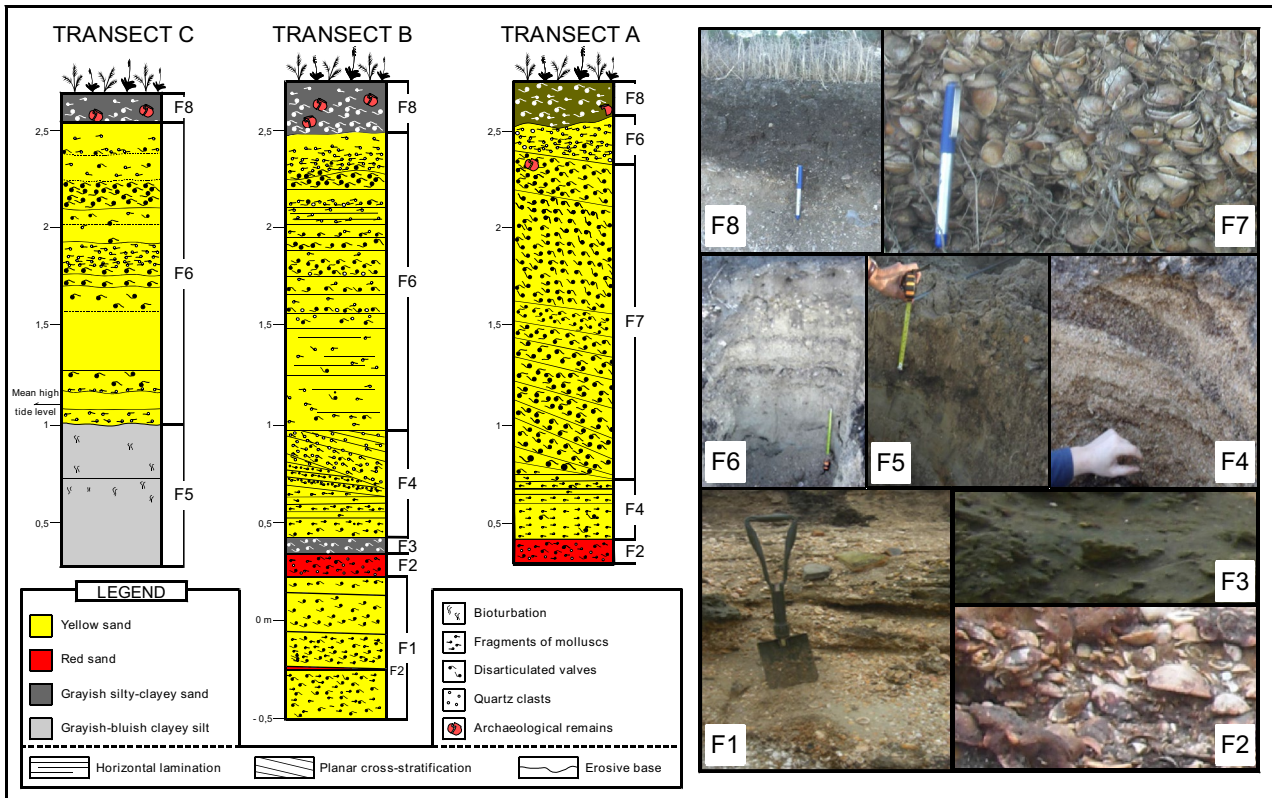 TRANSECT C
F8
2,5
2
F6
1,5
Mean high
tide level
1
F5
0,5
TRANSECT B
F8
2,5
2
F6
1,5
1
F4
0,5
F3
F2
0 m
F1
F2
- 0,5
TRANSECT A
F8
2,5
F6
2
F7
1,5
1
F4
0,5
F2
LEGEND
Yellow sand
Red sand
Grayish silty-clayey sand
Grayish-bluish clayey silt
Bioturbation
Fragments of molluscs
Disarticulated valves
Quartz clasts
Archaeological remains
Horizontal lamination
Planar cross-stratification
Erosive base
F8
F7
F6
F5
F4
F1
F3
F2